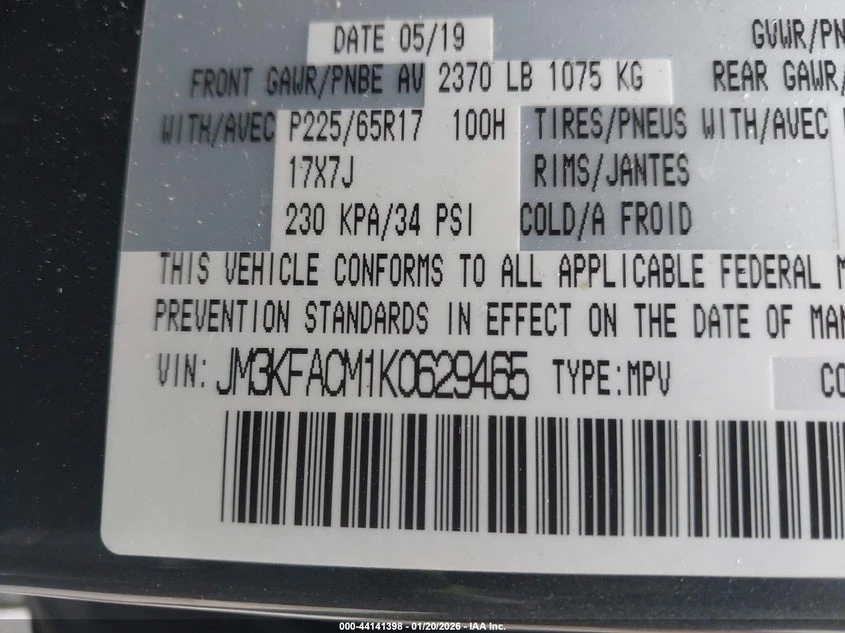 DATE 05/19 GVWR/PN
FRONT GAWR/PNBE AV 2370 LB 1075 KG REAR GAWR/
WITH/AVEC P225/65R17 100H TIRES/PNEUS WITH/AVEC
17X7J RIMS/JANTES
230 KPA/34 PSI COLD/A FROID
THIS VEHICLE CONFORMS TO ALL APPLICABLE FEDERAL M
PREVENTION STANDARDS IN EFFECT ON THE DATE OF MAN
VIN: JM3KFACM1K0629465 TYPE:MPV CO
000-44141398 - 01/20/2026 - IAA Inc.